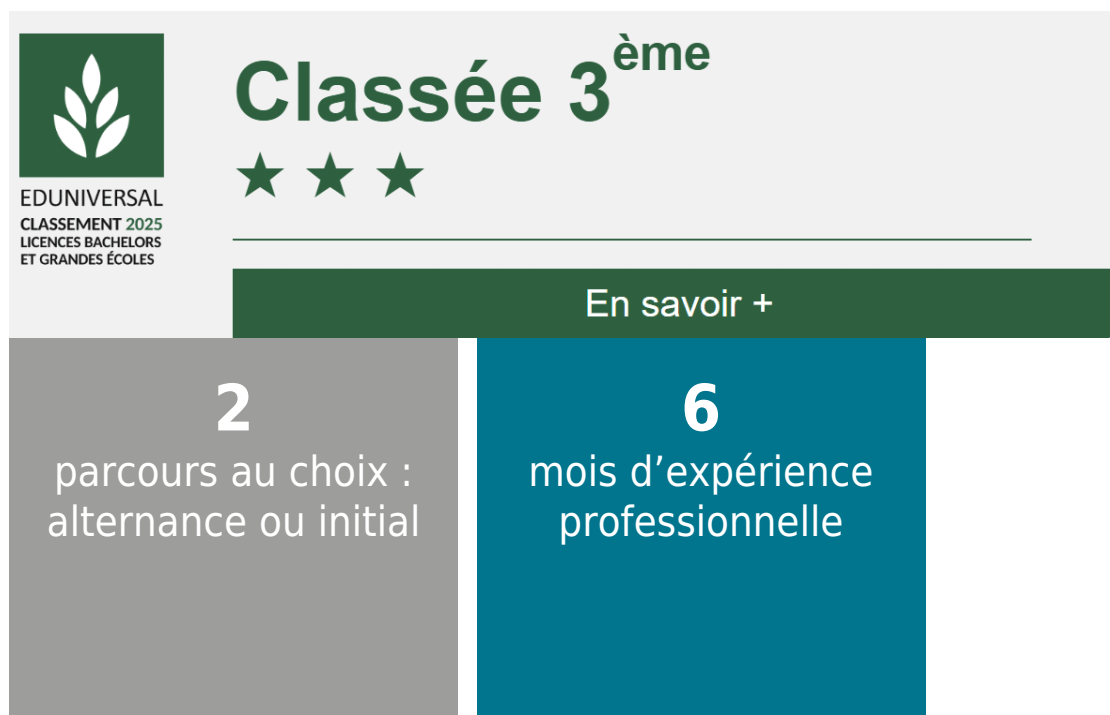 EDUNIVERSAL
CLASSEMENT 2025
LICENCES BACHELORS
ET GRANDES ÉCOLES
Classée 3ème
En savoir +
2
parcours au choix :
alternance ou initial
6
mois d’expérience
professionnelle